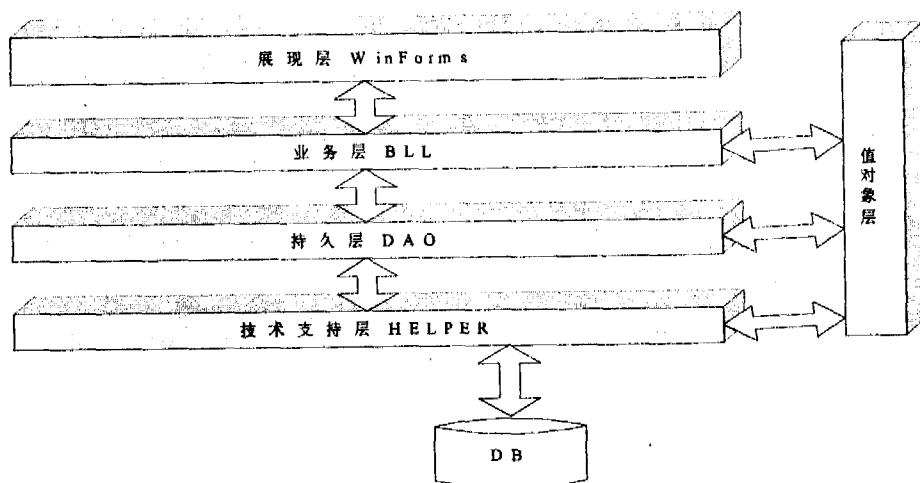 展现层 WinForms
业务层 BLL
持久层 DAO
技术支持层 HELPER
值对象层
DB